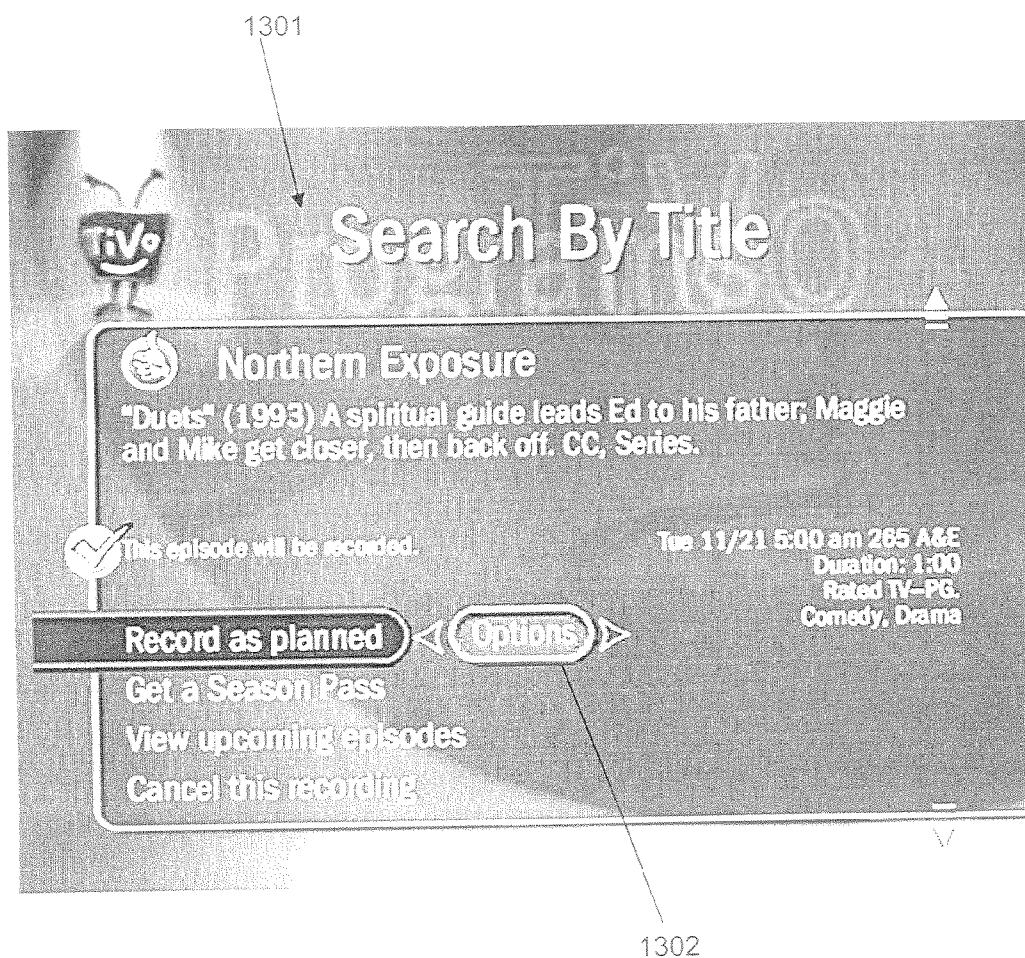 1301
TiVo
Search By Title
Northern Exposure
"Duets" (1993) A spiritual guide leads Ed to his father; Maggie
and Mike get closer, then back off. CC, Series.
This episode will be recorded.
Tue 11/21 5:00 am 265 A&E
Duration: 1:00
Rated TV-PG.
Comedy, Drama
Record as planned
Options
Get a Season Pass
View upcoming episodes
Cancel this recording
1302